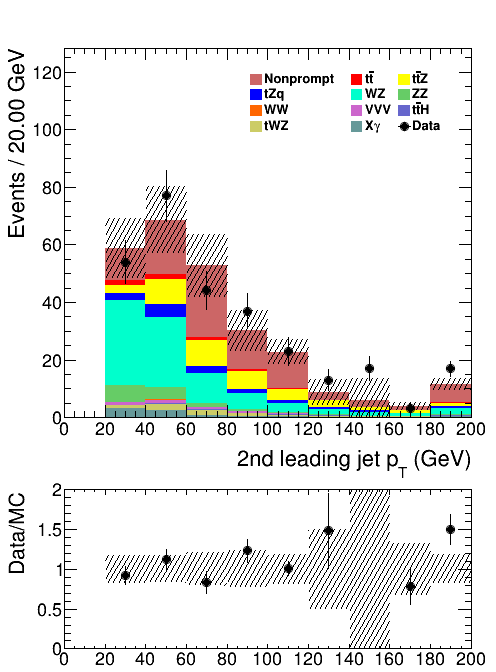 Events / 20.00 GeV
120
100
80
60
40
20
0
Nonprompt tt̄ tt̄Z
tZq WZ ZZ
WW VVV tt̄H
tWZ Xγ Data
0 20 40 60 80 100 120 140 160 180 200
2nd leading jet p_T (GeV)
Data/MC
2
1.5
1
0.5
0
0 20 40 60 80 100 120 140 160 180 200